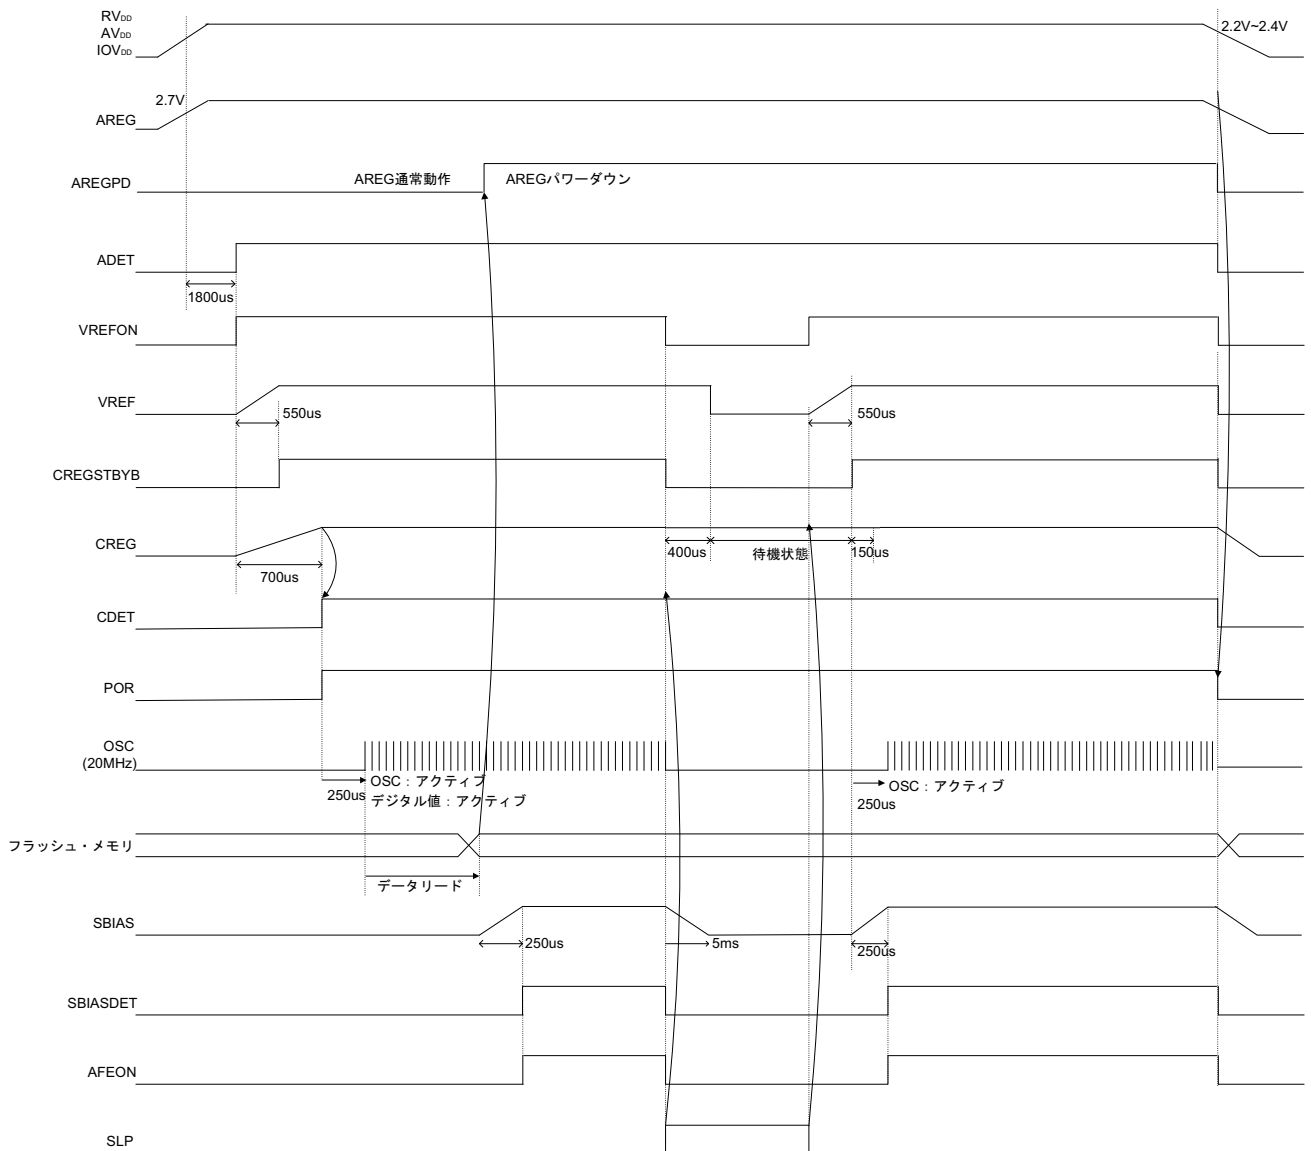 RVDD
AVDD
IOVDD
2.2V~2.4V
2.7V
AREG
AREGPD
AREG通常動作
AREGパワーダウン
ADET
1800us
VREFON
VREF
550us
550us
CREGSTBYB
CREG
400us
待機状態
150us
700us
CDET
POR
OSC
(20MHz)
250us
OSC：アクティブ
デジタル値：アクティブ
OSC：アクティブ
250us
フラッシュ・メモリ
データリード
SBIAS
250us
5ms
250us
SBIASDET
AFEON
SLP